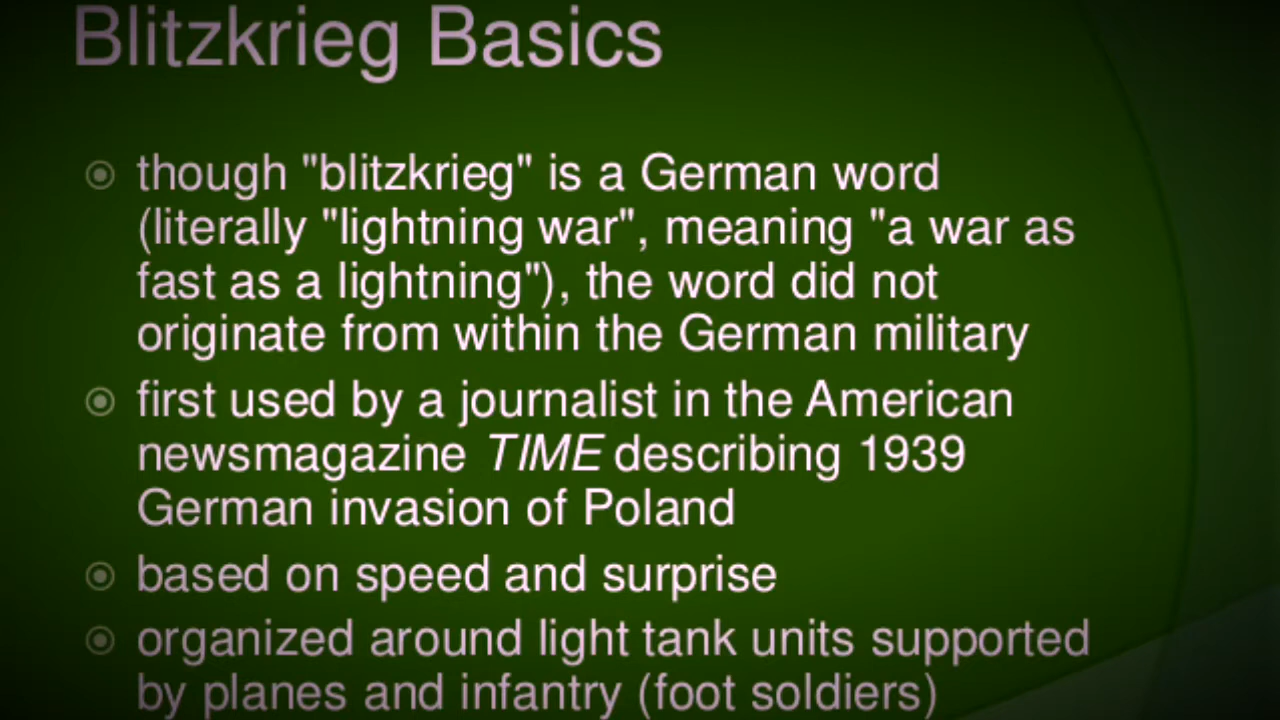 Blitzkrieg Basics
though "blitzkrieg" is a German word
(literally "lightning war", meaning "a war as
fast as a lightning"), the word did not
originate from within the German military
first used by a journalist in the American
newsmagazine TIME describing 1939
German invasion of Poland
based on speed and surprise
organized around light tank units supported
by planes and infantry (foot soldiers)